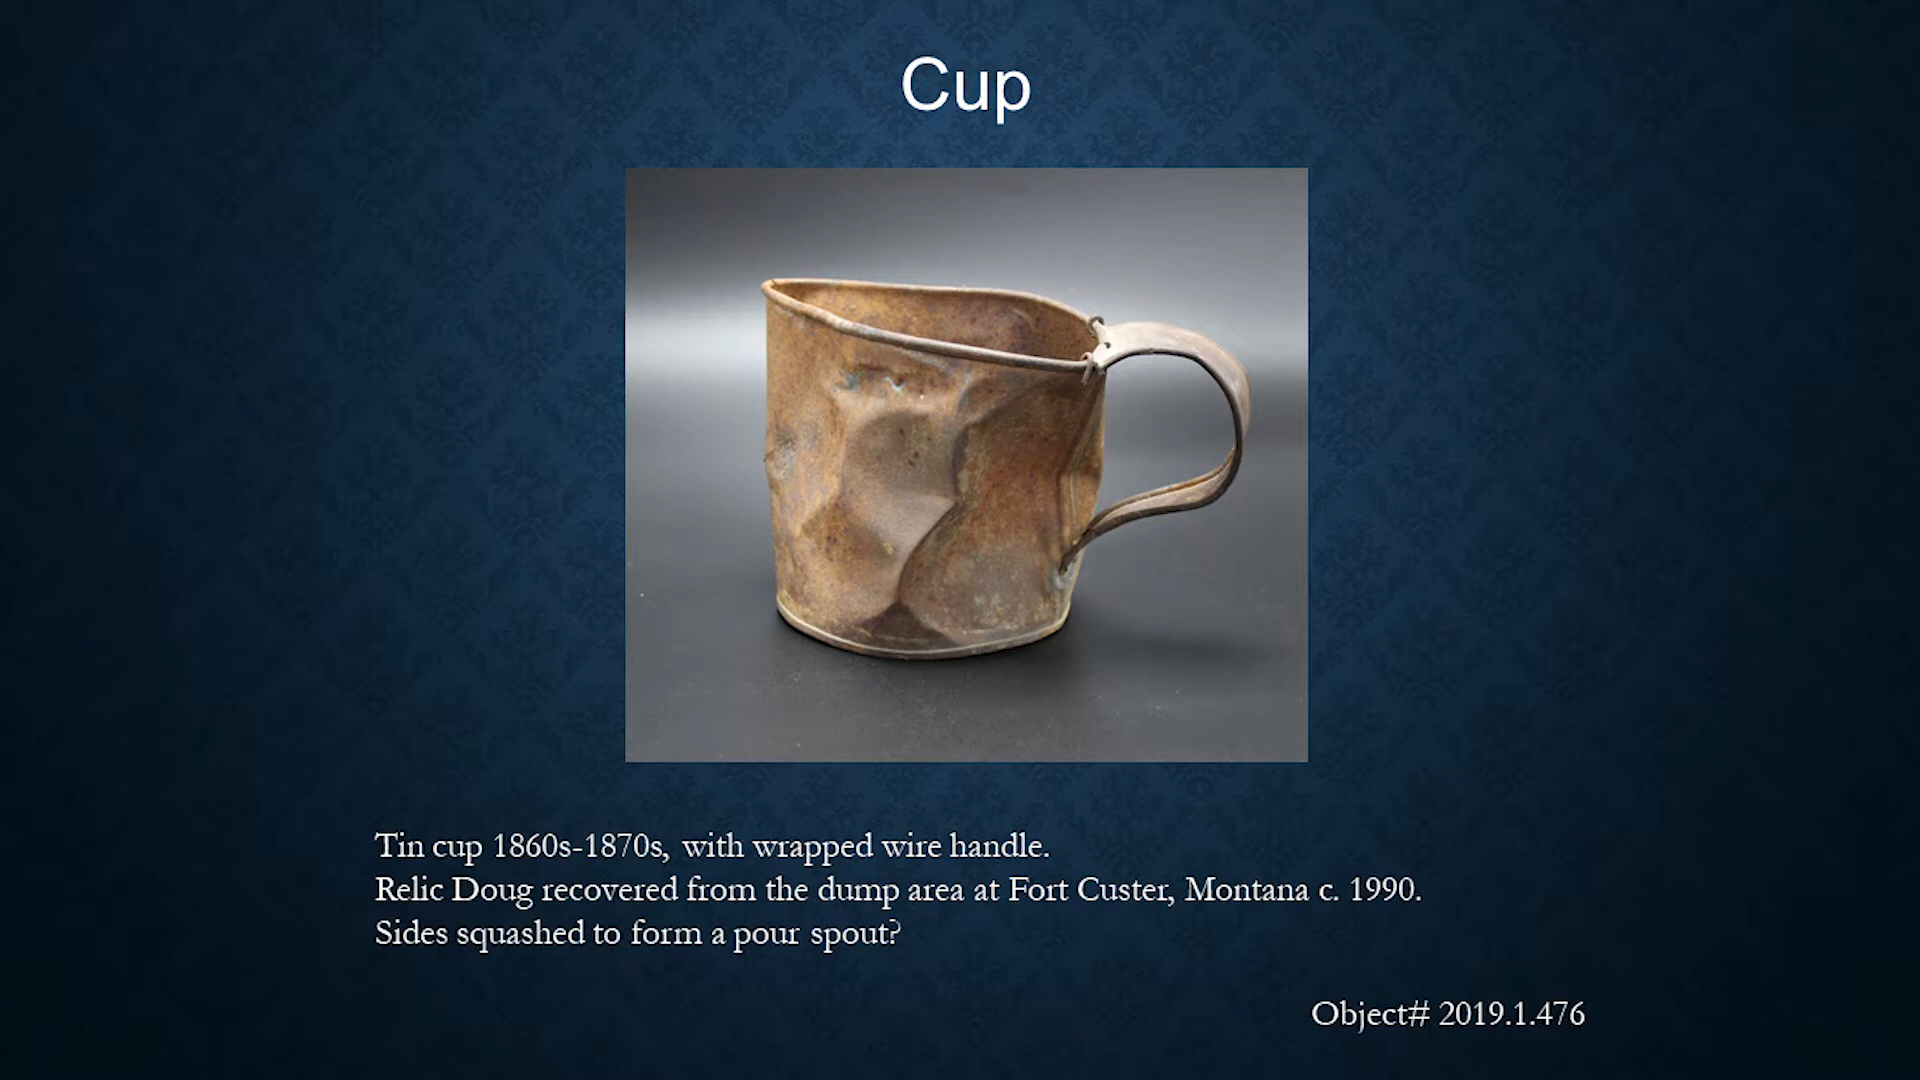 Cup
Tin cup 1860s-1870s, with wrapped wire handle.
Relic Doug recovered from the dump area at Fort Custer, Montana c. 1990.
Sides squashed to form a pour spout?
Object# 2019.1.476